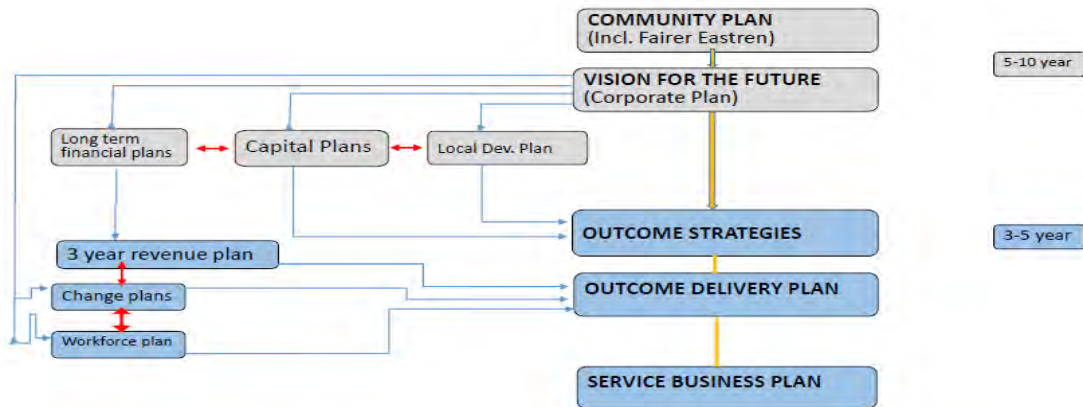 COMMUNITY PLAN
(Incl. Fairer Eastren)
5-10 year
VISION FOR THE FUTURE
(Corporate Plan)
Long term
financial plans
Capital Plans
Local Dev. Plan
OUTCOME STRATEGIES
3-5 year
3 year revenue plan
OUTCOME DELIVERY PLAN
Change plans
Workforce plan
SERVICE BUSINESS PLAN